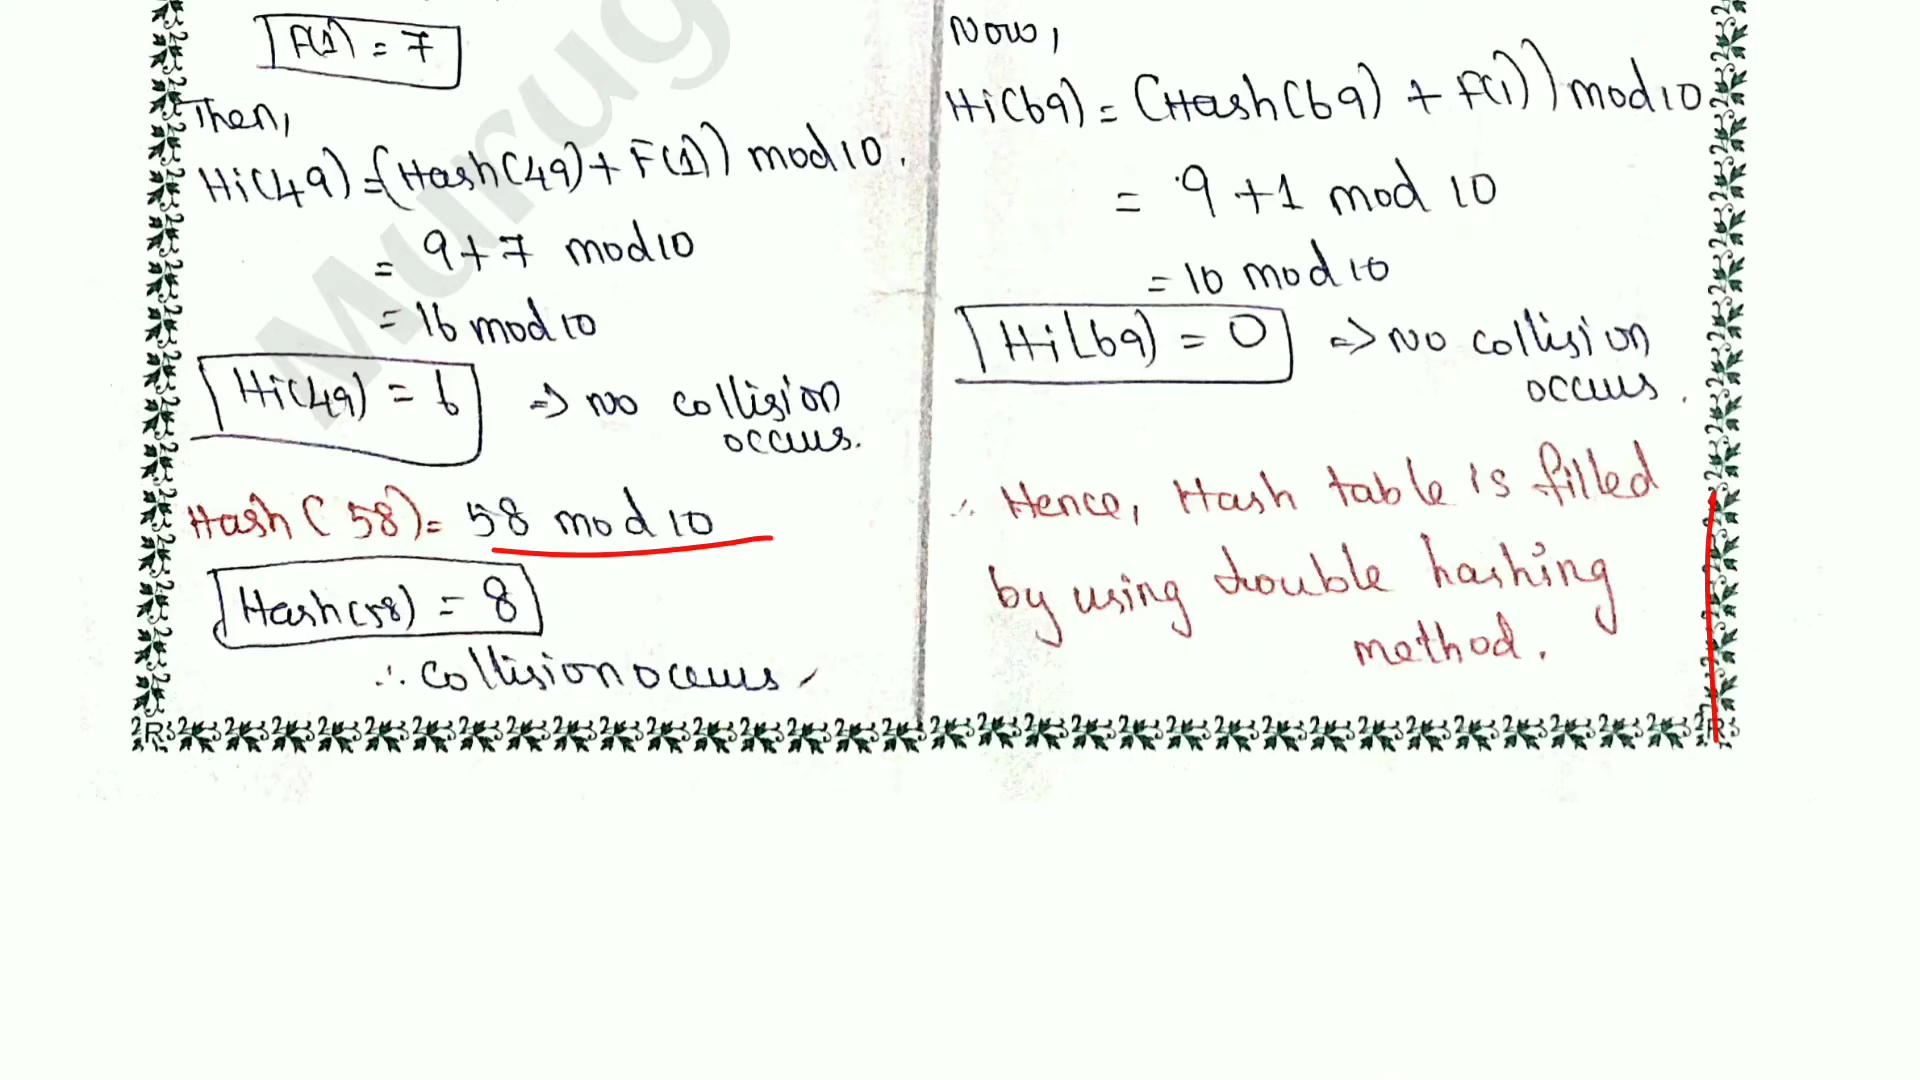 F(1) = 7
Then,
Hi(49) = (Hash(49) + F(1)) mod 10.
= 9+7 mod 10
= 16 mod 10
Hi(49) = 6 ⇒ No collision
occurs.
Hash(58) = 58 mod 10
Hash(58) = 8
∴ Collision occurs
Now,
Hi(69) = (Hash(69) + F(i)) mod 10
= 9 + 1 mod 10
= 10 mod 10
Hi(69) = 0 ⇒ No collision
occurs.
∴ Hence, Hash table is filled
by using double hashing
method.
Murug